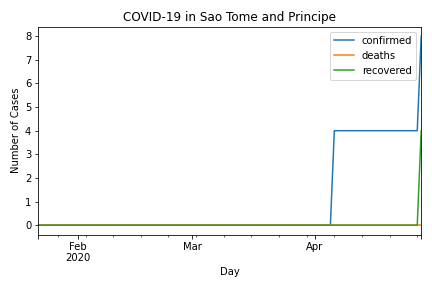 COVID-19 in Sao Tome and Principe
confirmed
deaths
recovered
Number of Cases
8
7
6
5
4
3
2
1
0
Feb
2020
Mar
Apr
Day